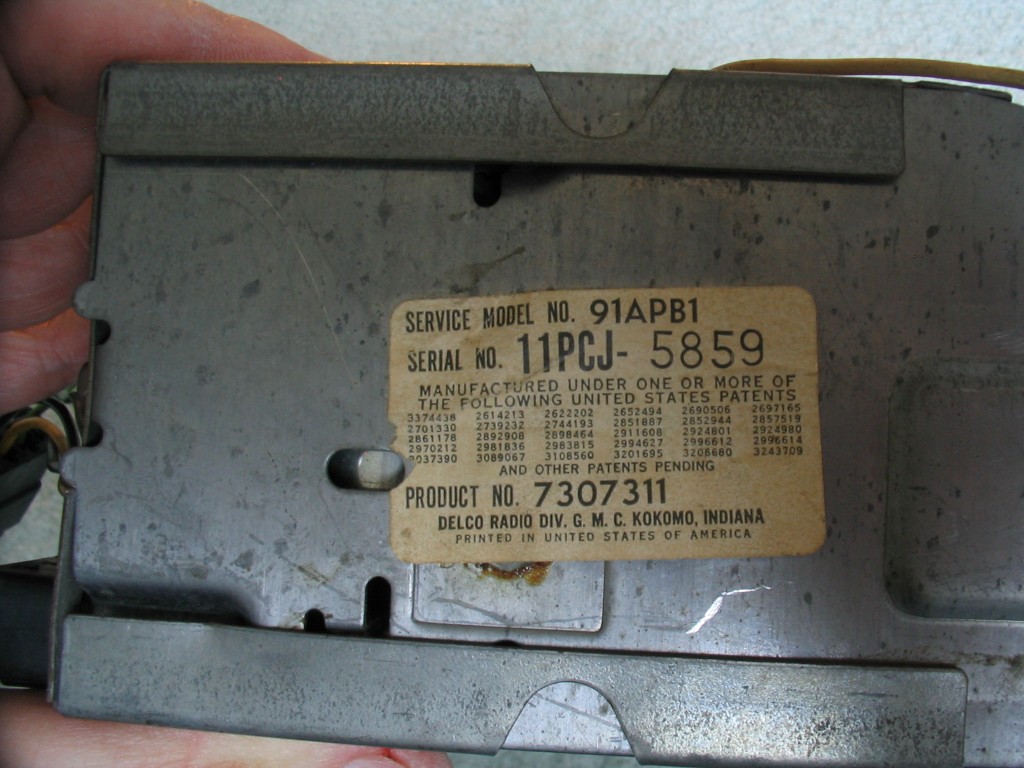 SERVICE MODEL NO. 91APB1
SERIAL NO. 11PCJ- 5859
MANUFACTURED UNDER ONE OR MORE OF
THE FOLLOWING UNITED STATES PATENTS
3374438 2614213 2622202 2652494 2690506 2697165
2701330 2739232 2744193 2851887 2852944 2857519
2861178 2892908 2898464 2911608 2924801 2924980
2970212 2981836 2983815 2994627 2996612 2996614
3037390 3089067 3108560 3201695 3206680 3243709
AND OTHER PATENTS PENDING
PRODUCT NO. 7307311
DELCO RADIO DIV. G. M. C. KOKOMO, INDIANA
PRINTED IN UNITED STATES OF AMERICA